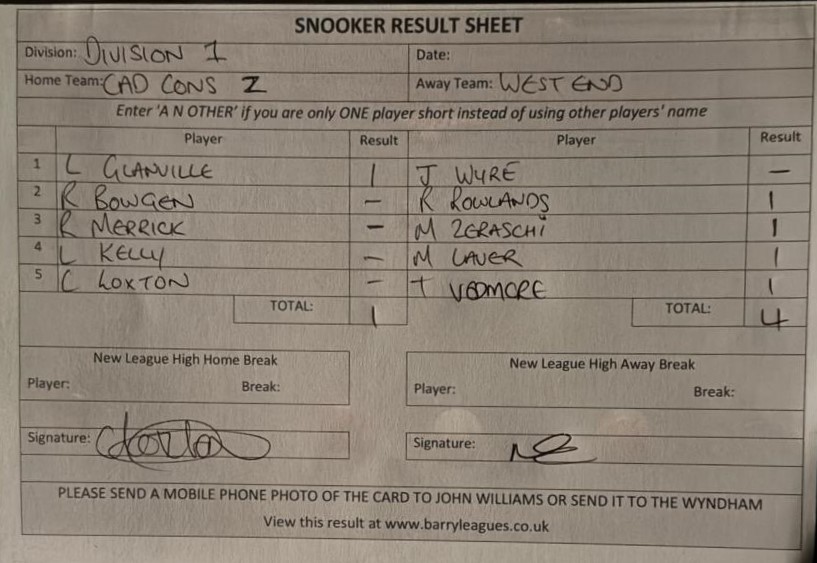 SNOOKER RESULT SHEET
Division: DIVISION 1 Date:
Home Team: CAD CONS 2 Away Team: WEST END
Enter 'A N OTHER' if you are only ONE player short instead of using other players' name
Player Result Player Result
1 L GLANVILLE 1 J WYRE –
2 R BOWGEN – R ROWLANDS 1
3 R MERRICK – M ZERASCHI 1
4 L KELLY – M LAVER 1
5 C LOXTON – T VEDMORE 1
TOTAL: 1 TOTAL: 4
New League High Home Break New League High Away Break
Player: Break: Player: Break:
Signature: Signature:
PLEASE SEND A MOBILE PHONE PHOTO OF THE CARD TO JOHN WILLIAMS OR SEND IT TO THE WYNDHAM
View this result at www.barryleagues.co.uk